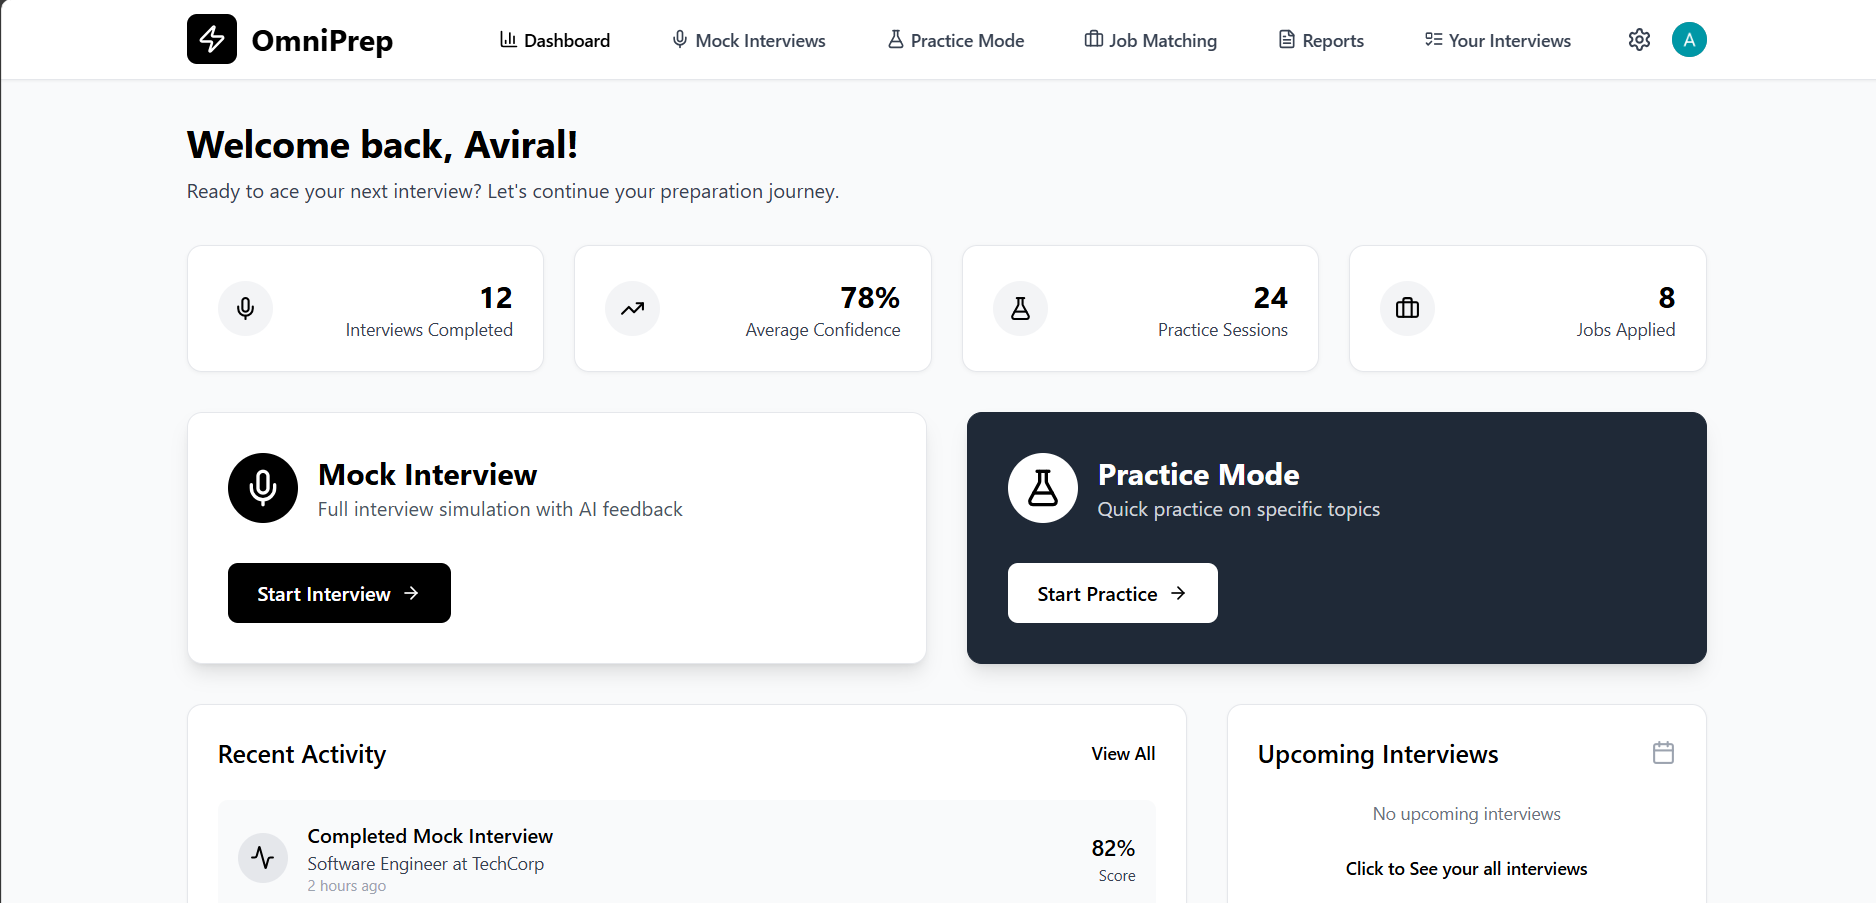 OmniPrep
Dashboard
Mock Interviews
Practice Mode
Job Matching
Reports
Your Interviews
A
Welcome back, Aviral!
Ready to ace your next interview? Let's continue your preparation journey.
12
Interviews Completed
78%
Average Confidence
24
Practice Sessions
8
Jobs Applied
Mock Interview
Full interview simulation with AI feedback
Start Interview
Practice Mode
Quick practice on specific topics
Start Practice
Recent Activity
View All
Completed Mock Interview
Software Engineer at TechCorp
2 hours ago
82%
Score
Upcoming Interviews
No upcoming interviews
Click to See your all interviews